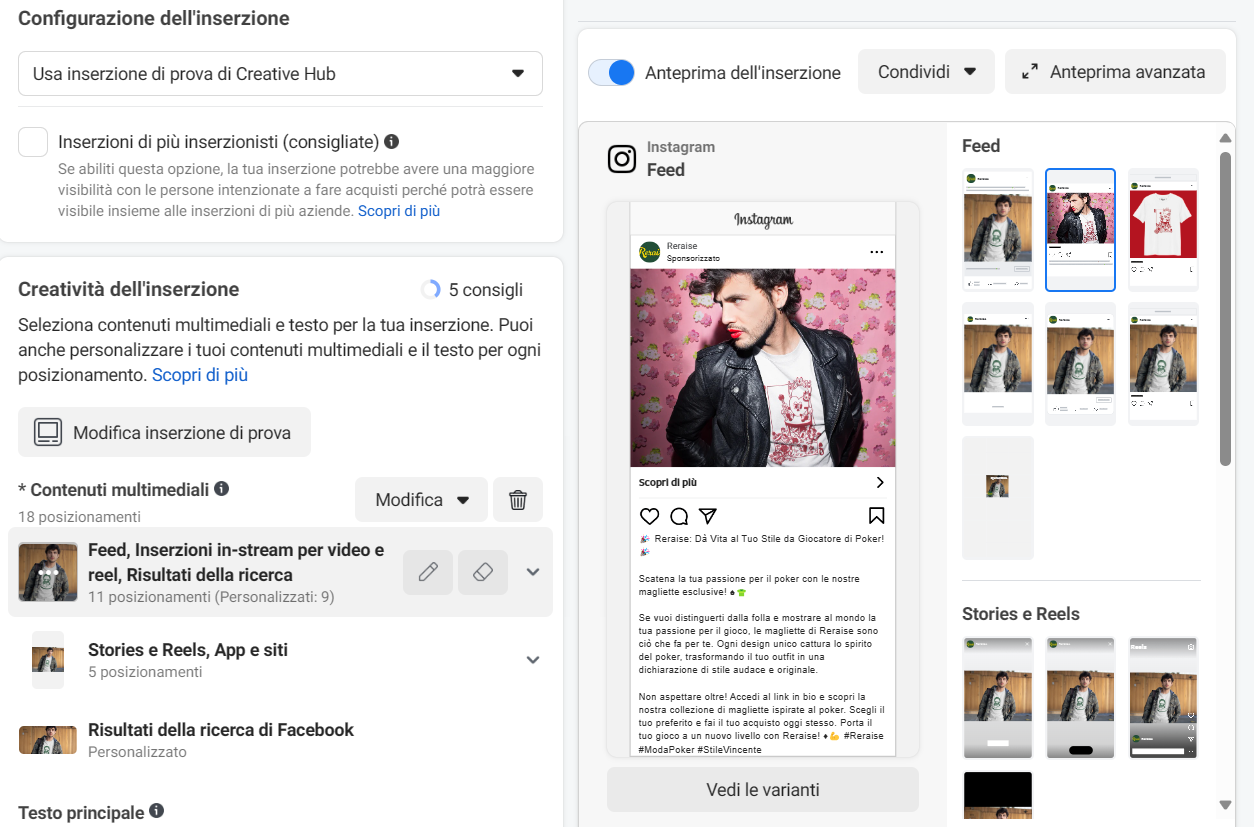 Configurazione dell'inserzione
Usa inserzione di prova di Creative Hub
Inserzioni di più inserzionisti (consigliate)
Se abiliti questa opzione, la tua inserzione potrebbe avere una maggiore
visibilità con le persone intenzionate a fare acquisti perché potrà essere
visibile insieme alle inserzioni di più aziende. Scopri di più
Creatività dell'inserzione
5 consigli
Seleziona contenuti multimediali e testo per la tua inserzione. Puoi
anche personalizzare i tuoi contenuti multimediali e il testo per ogni
posizionamento. Scopri di più
Modifica inserzione di prova
* Contenuti multimediali
18 posizionamenti
Modifica
Feed, Inserzioni in-stream per video e
reel, Risultati della ricerca
11 posizionamenti (Personalizzati: 9)
Stories e Reels, App e siti
5 posizionamenti
Risultati della ricerca di Facebook
Personalizzato
Testo principale
Anteprima dell'inserzione
Condividi
Anteprima avanzata
Instagram
Feed
Instagram
Reraise
Sponsorizzato
Scopri di più
🎉 Reraise: Dà Vita al Tuo Stile da Giocatore di Poker!
🎉
Scatena la tua passione per il poker con le nostre
magliette esclusive! ♠️👕
Se vuoi distinguerti dalla folla e mostrare al mondo la
tua passione per il gioco, le magliette di Reraise sono
ciò che fa per te. Ogni design unico cattura lo spirito
del poker, trasformando il tuo outfit in una
dichiarazione di stile audace e originale.
Non aspettare oltre! Accedi al link in bio e scopri la
nostra collezione di magliette ispirate al poker. Scegli il
tuo preferito e fai il tuo acquisto oggi stesso. Porta il
tuo gioco a un nuovo livello con Reraise! ♦️💪 #Reraise
#ModaPoker #StileVincente
Vedi le varianti
Feed
Stories e Reels
Reels